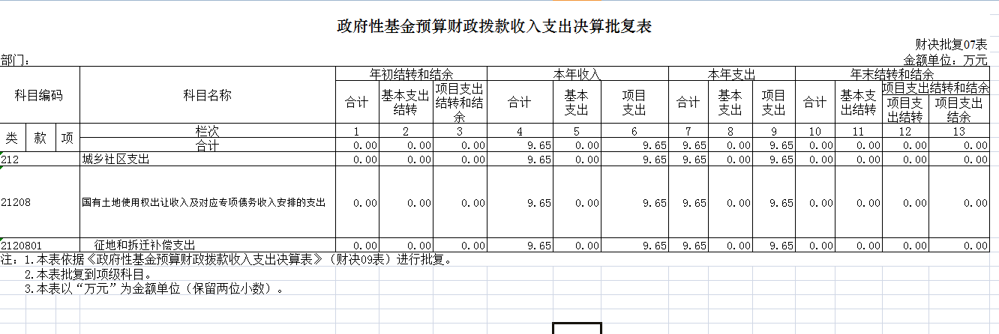 政府性基金预算财政拨款收入支出决算批复表
财决批复07表
部门：
金额单位：万元
科目编码 科目名称 年初结转和结余 本年收入 本年支出 年末结转和结余
合计 基本支出结转 项目支出结转和结余 合计 基本支出 项目支出 合计 基本支出 项目支出 合计 基本支出结转 项目支出结转和结余
项目支出结转 项目支出结余
类 款 项 栏次 1 2 3 4 5 6 7 8 9 10 11 12 13
合计 0.00 0.00 0.00 9.65 0.00 9.65 9.65 0.00 9.65 0.00 0.00 0.00 0.00
212 城乡社区支出 0.00 0.00 0.00 9.65 0.00 9.65 9.65 0.00 9.65 0.00 0.00 0.00 0.00
21208 国有土地使用权出让收入及对应专项债务收入安排的支出 0.00 0.00 0.00 9.65 0.00 9.65 9.65 0.00 9.65 0.00 0.00 0.00 0.00
2120801 征地和拆迁补偿支出 0.00 0.00 0.00 9.65 0.00 9.65 9.65 0.00 9.65 0.00 0.00 0.00 0.00
注：1.本表依据《政府性基金预算财政拨款收入支出决算表》（财决09表）进行批复。
2.本表批复到项级科目。
3.本表以“万元”为金额单位（保留两位小数）。